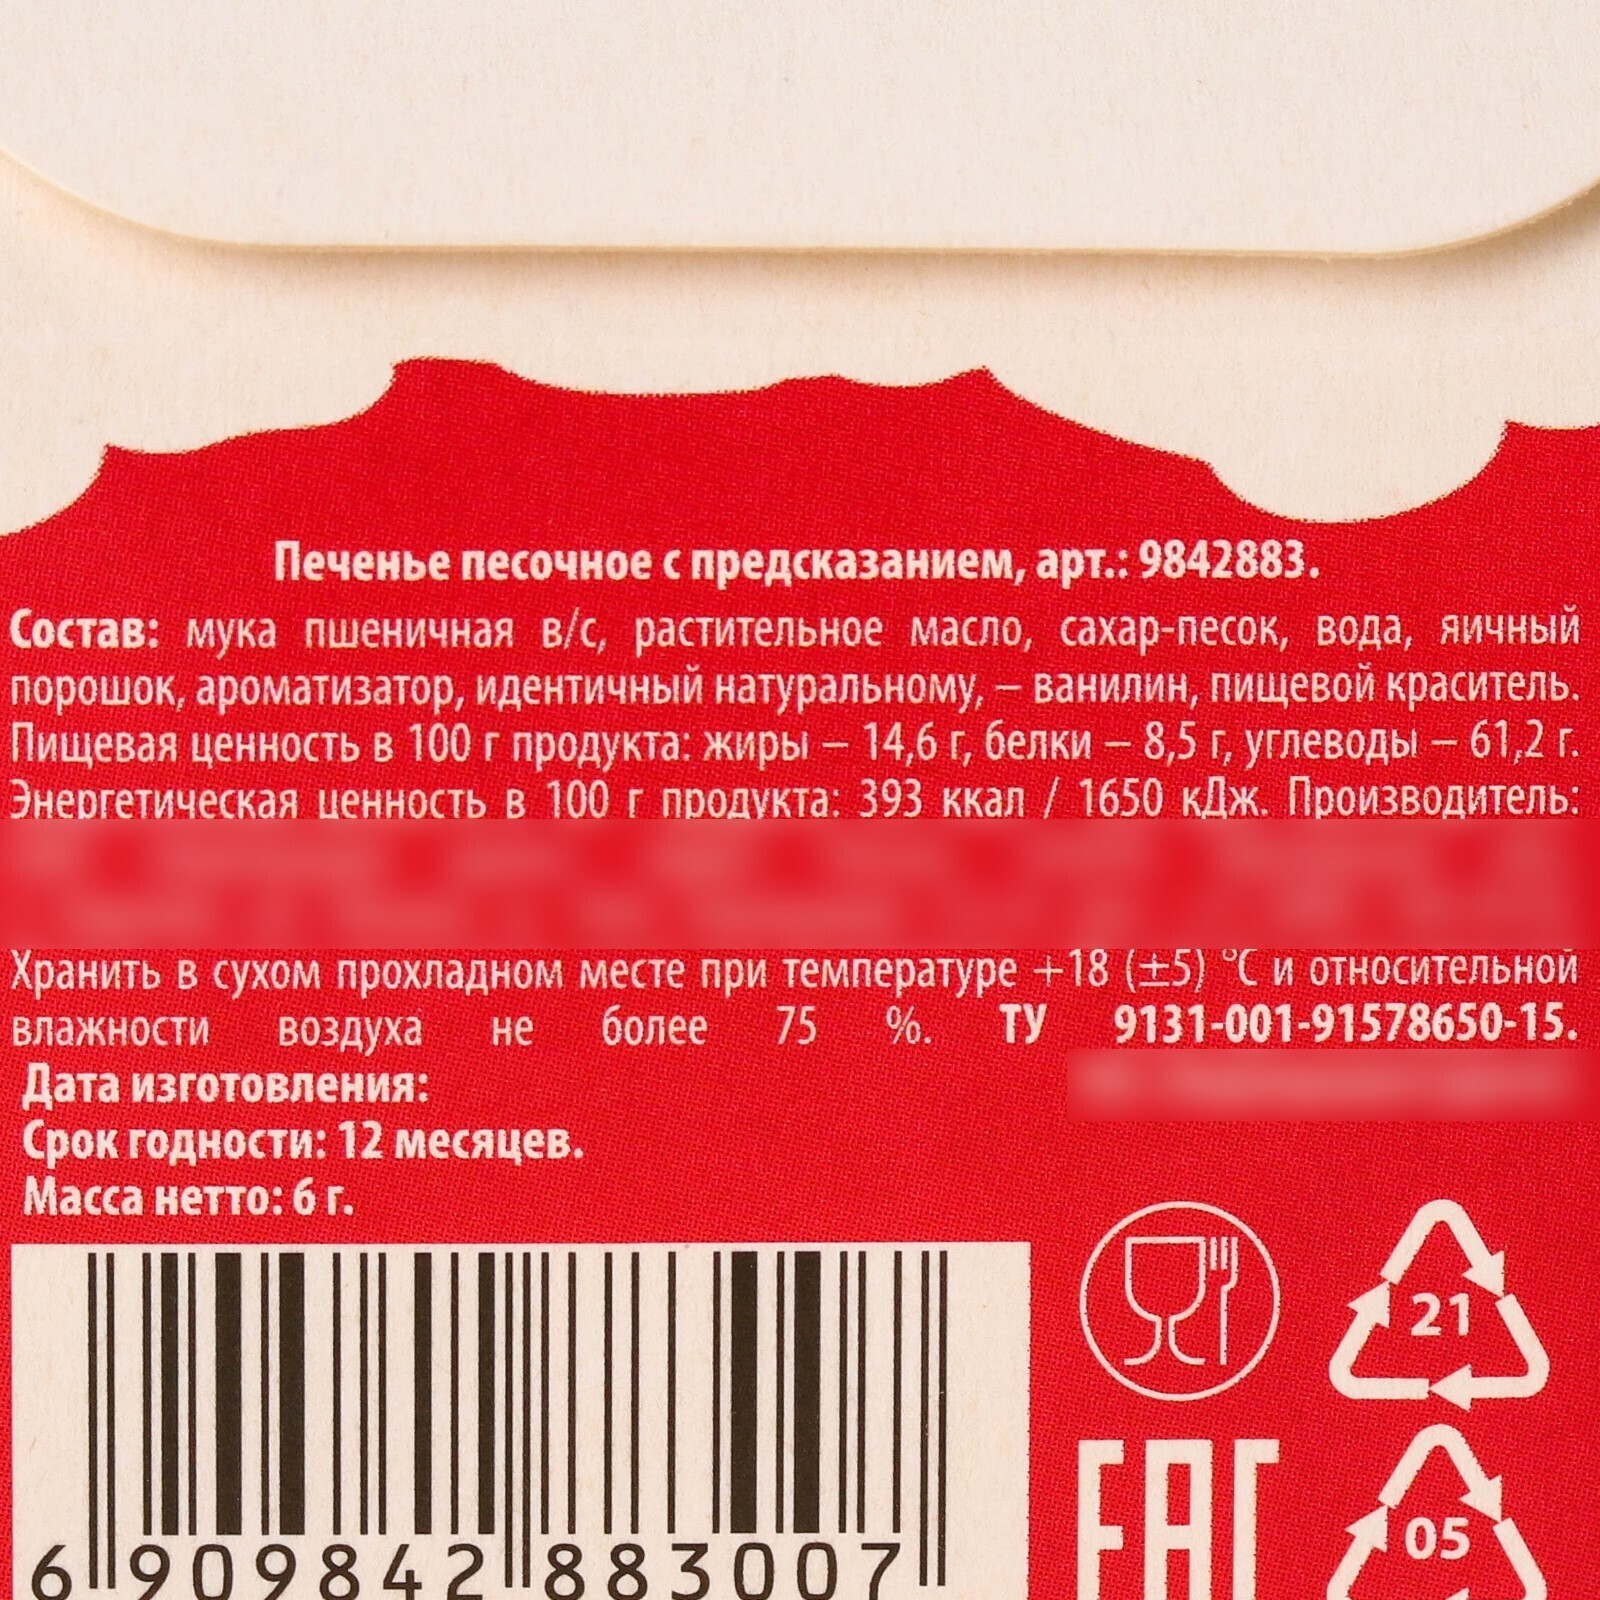 Печенье песочное с предсказанием, арт.: 9842883.
Состав: мука пшеничная в/с, растительное масло, сахар-песок, вода, яичный
порошок, ароматизатор, идентичный натуральному, – ванилин, пищевой краситель.
Пищевая ценность в 100 г продукта: жиры – 14,6 г, белки – 8,5 г, углеводы – 61,2 г.
Энергетическая ценность в 100 г продукта: 393 ккал / 1650 кДж. Производитель:
Хранить в сухом прохладном месте при температуре +18 (±5) °С и относительной
влажности воздуха не более 75 %. ТУ 9131-001-91578650-15.
Дата изготовления:
Срок годности: 12 месяцев.
Масса нетто: 6 г.
21
EAC
05
6 909842 883007